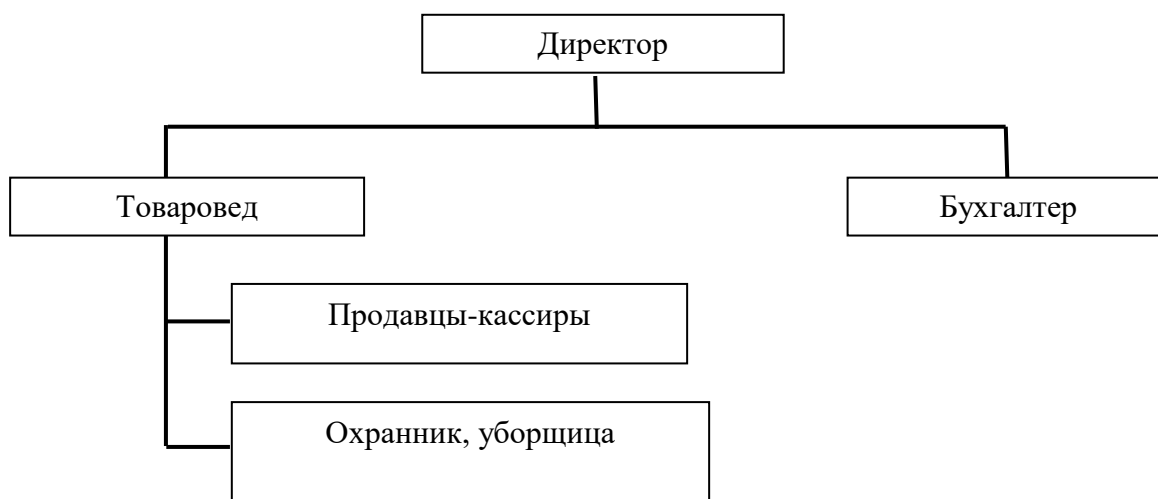 Директор
Товаровед
Бухгалтер
Продавцы-кассиры
Охранник, уборщица